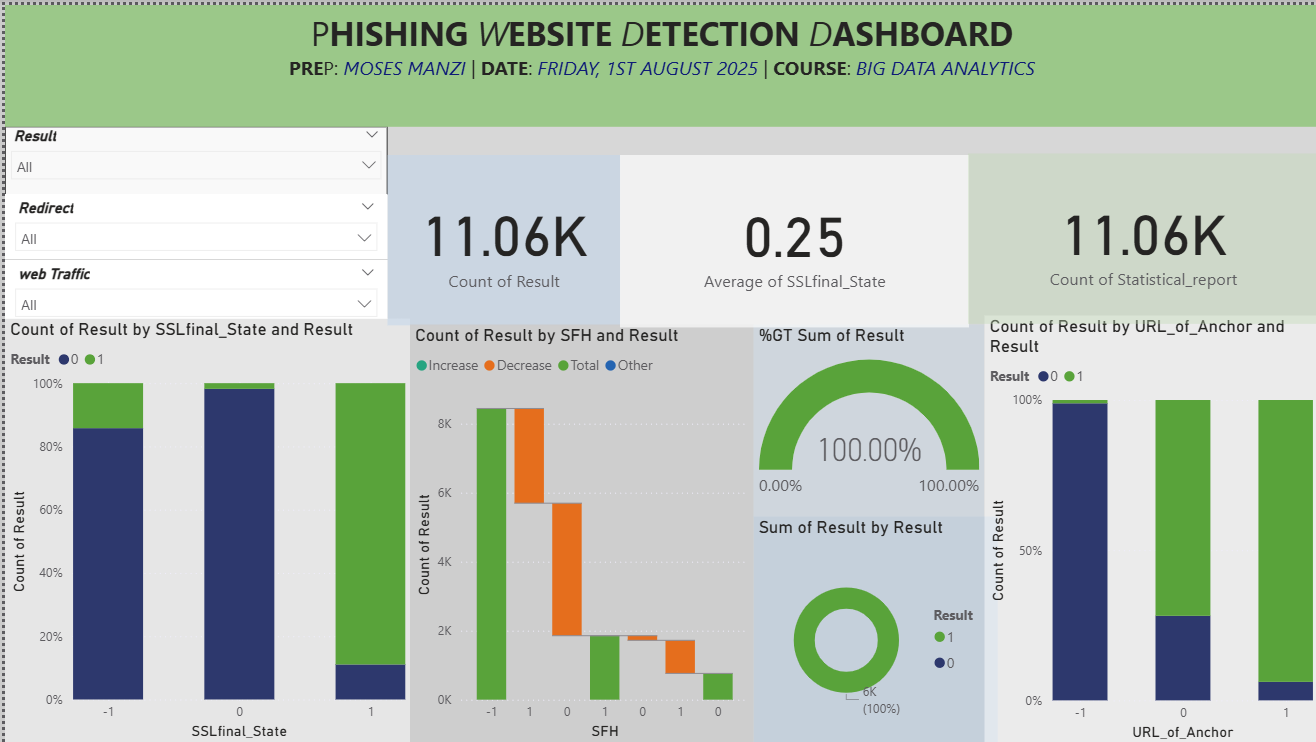 PHISHING WEBSITE DETECTION DASHBOARD
PREP: MOSES MANZI | DATE: FRIDAY, 1ST AUGUST 2025 | COURSE: BIG DATA ANALYTICS
Result
All
Redirect
All
web Traffic
All
11.06K
Count of Result
0.25
Average of SSLfinal_State
11.06K
Count of Statistical_report
Count of Result by SSLfinal_State and Result
Result 0 1
100%
80%
60%
40%
20%
0%
Count of Result
-1 0 1
SSLfinal_State
Count of Result by SFH and Result
Increase Decrease Total Other
8K
6K
4K
2K
0K
Count of Result
-1 1 0 1 0 1 0
SFH
%GT Sum of Result
100.00%
0.00% 100.00%
Sum of Result by Result
Result
1
0
6K
(100%)
Count of Result by URL_of_Anchor and
Result
Result 0 1
100%
50%
0%
Count of Result
-1 0 1
URL_of_Anchor